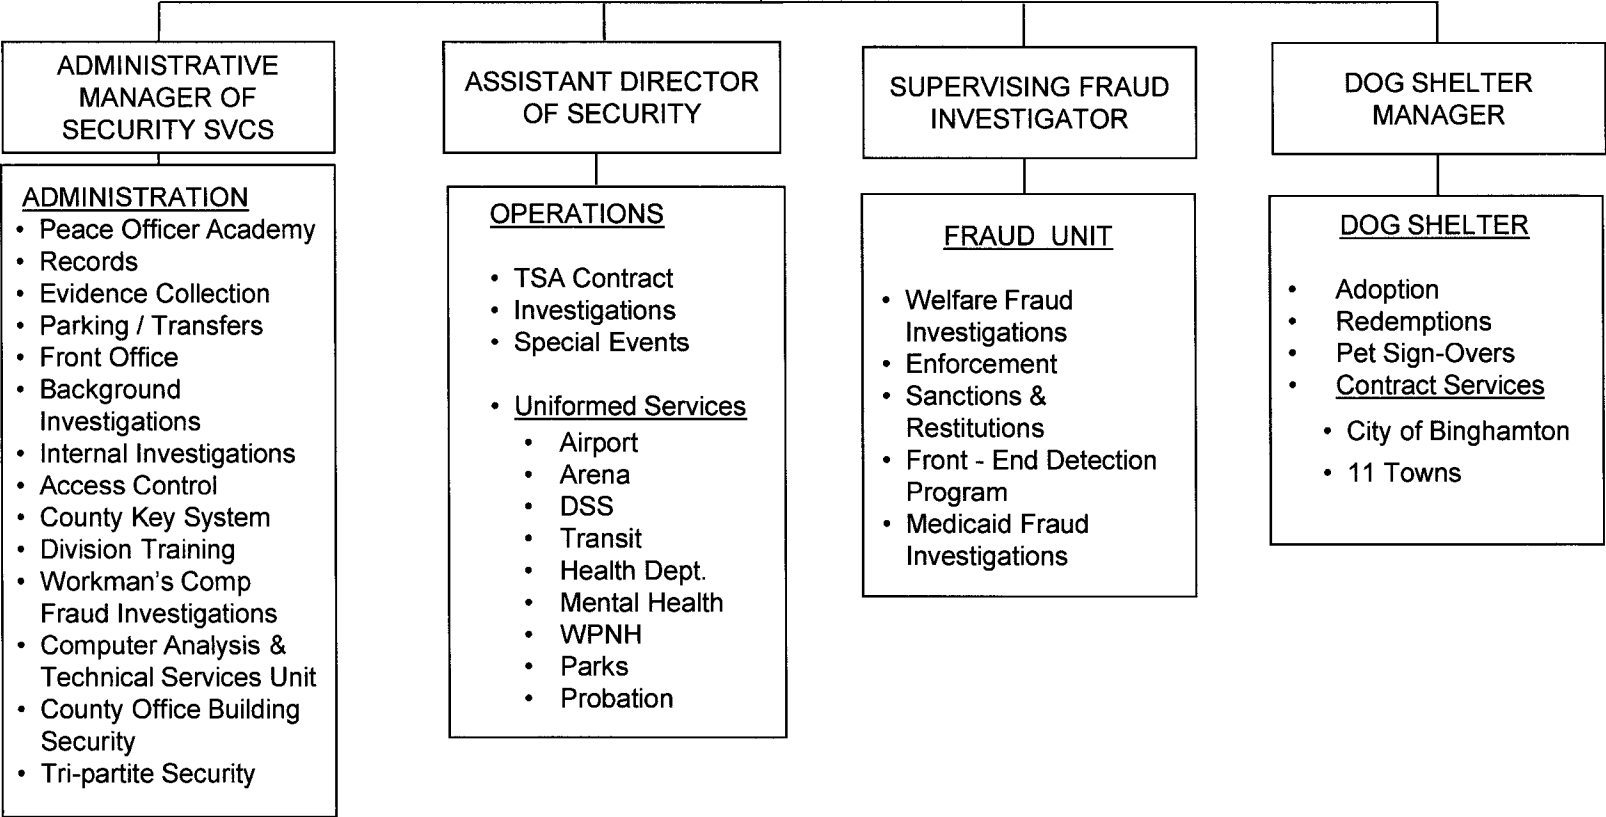 ADMINISTRATIVE
MANAGER OF
SECURITY SVCS
ADMINISTRATION
• Peace Officer Academy
• Records
• Evidence Collection
• Parking / Transfers
• Front Office
• Background
Investigations
• Internal Investigations
• Access Control
• County Key System
• Division Training
• Workman's Comp
Fraud Investigations
• Computer Analysis &
Technical Services Unit
• County Office Building
Security
• Tri-partite Security
ASSISTANT DIRECTOR
OF SECURITY
OPERATIONS
• TSA Contract
• Investigations
• Special Events
• Uniformed Services
• Airport
• Arena
• DSS
• Transit
• Health Dept.
• Mental Health
• WPNH
• Parks
• Probation
SUPERVISING FRAUD
INVESTIGATOR
FRAUD UNIT
• Welfare Fraud
Investigations
• Enforcement
• Sanctions &
Restitutions
• Front - End Detection
Program
• Medicaid Fraud
Investigations
DOG SHELTER
MANAGER
DOG SHELTER
• Adoption
• Redemptions
• Pet Sign-Overs
• Contract Services
• City of Binghamton
• 11 Towns